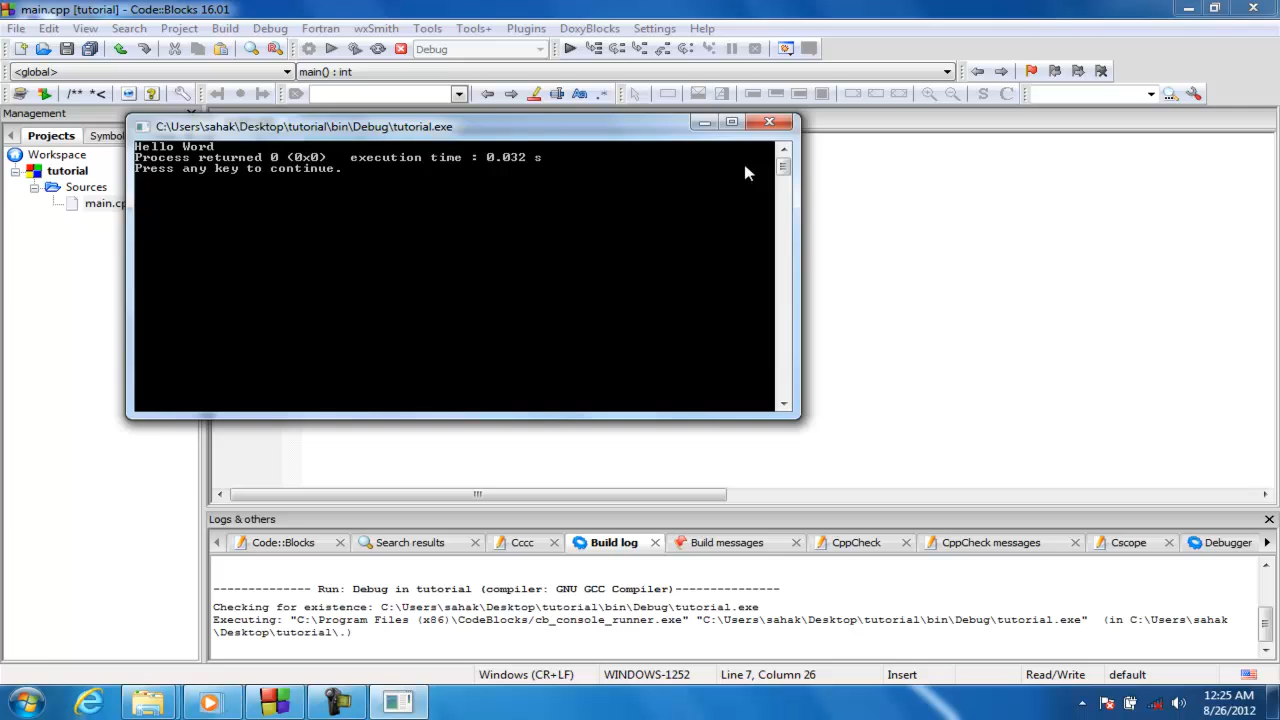 main.cpp [tutorial] - Code::Blocks 16.01
File Edit View Search Project Build Debug Fortran wxSmith Tools Tools+ Plugins DoxyBlocks Settings Help
Debug
<global> main() : int
/** *<
S C
Management
Projects Symbol
Workspace
tutorial
Sources
main.cp
C:\Users\sahak\Desktop\tutorial\bin\Debug\tutorial.exe
Hello Word
Process returned 0 (0x0)   execution time : 0.032 s
Press any key to continue.
Logs & others
Code::Blocks Search results Cccc Build log Build messages CppCheck CppCheck messages Cscope Debugger
-------------- Run: Debug in tutorial (compiler: GNU GCC Compiler)---------------
Checking for existence: C:\Users\sahak\Desktop\tutorial\bin\Debug\tutorial.exe
Executing: "C:\Program Files (x86)\CodeBlocks/cb_console_runner.exe" "C:\Users\sahak\Desktop\tutorial\bin\Debug\tutorial.exe"  (in C:\Users\sahak
\Desktop\tutorial\.)
Windows (CR+LF) WINDOWS-1252 Line 7, Column 26 Insert Read/Write default
12:25 AM
8/26/2012